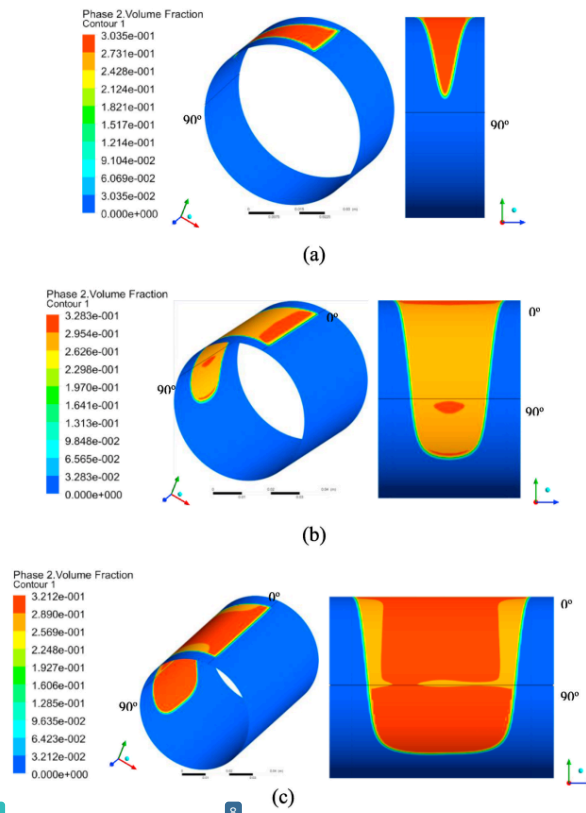 Phase 2.Volume Fraction
Contour 1
3.035e-001
2.731e-001
2.428e-001
2.124e-001
1.821e-001
1.517e-001
1.214e-001
9.104e-002
6.069e-002
3.035e-002
0.000e+000
90º
90º
(a)
Phase 2.Volume Fraction
Contour 1
3.283e-001
2.954e-001
2.626e-001
2.298e-001
1.970e-001
1.641e-001
1.313e-001
9.848e-002
6.565e-002
3.283e-002
0.000e+000
0º
90º
0º
90º
(b)
Phase 2.Volume Fraction
Contour 1
3.212e-001
2.890e-001
2.569e-001
2.248e-001
1.927e-001
1.606e-001
1.285e-001
9.635e-002
6.423e-002
3.212e-002
0.000e+000
0º
90º
0º
90º
(c)